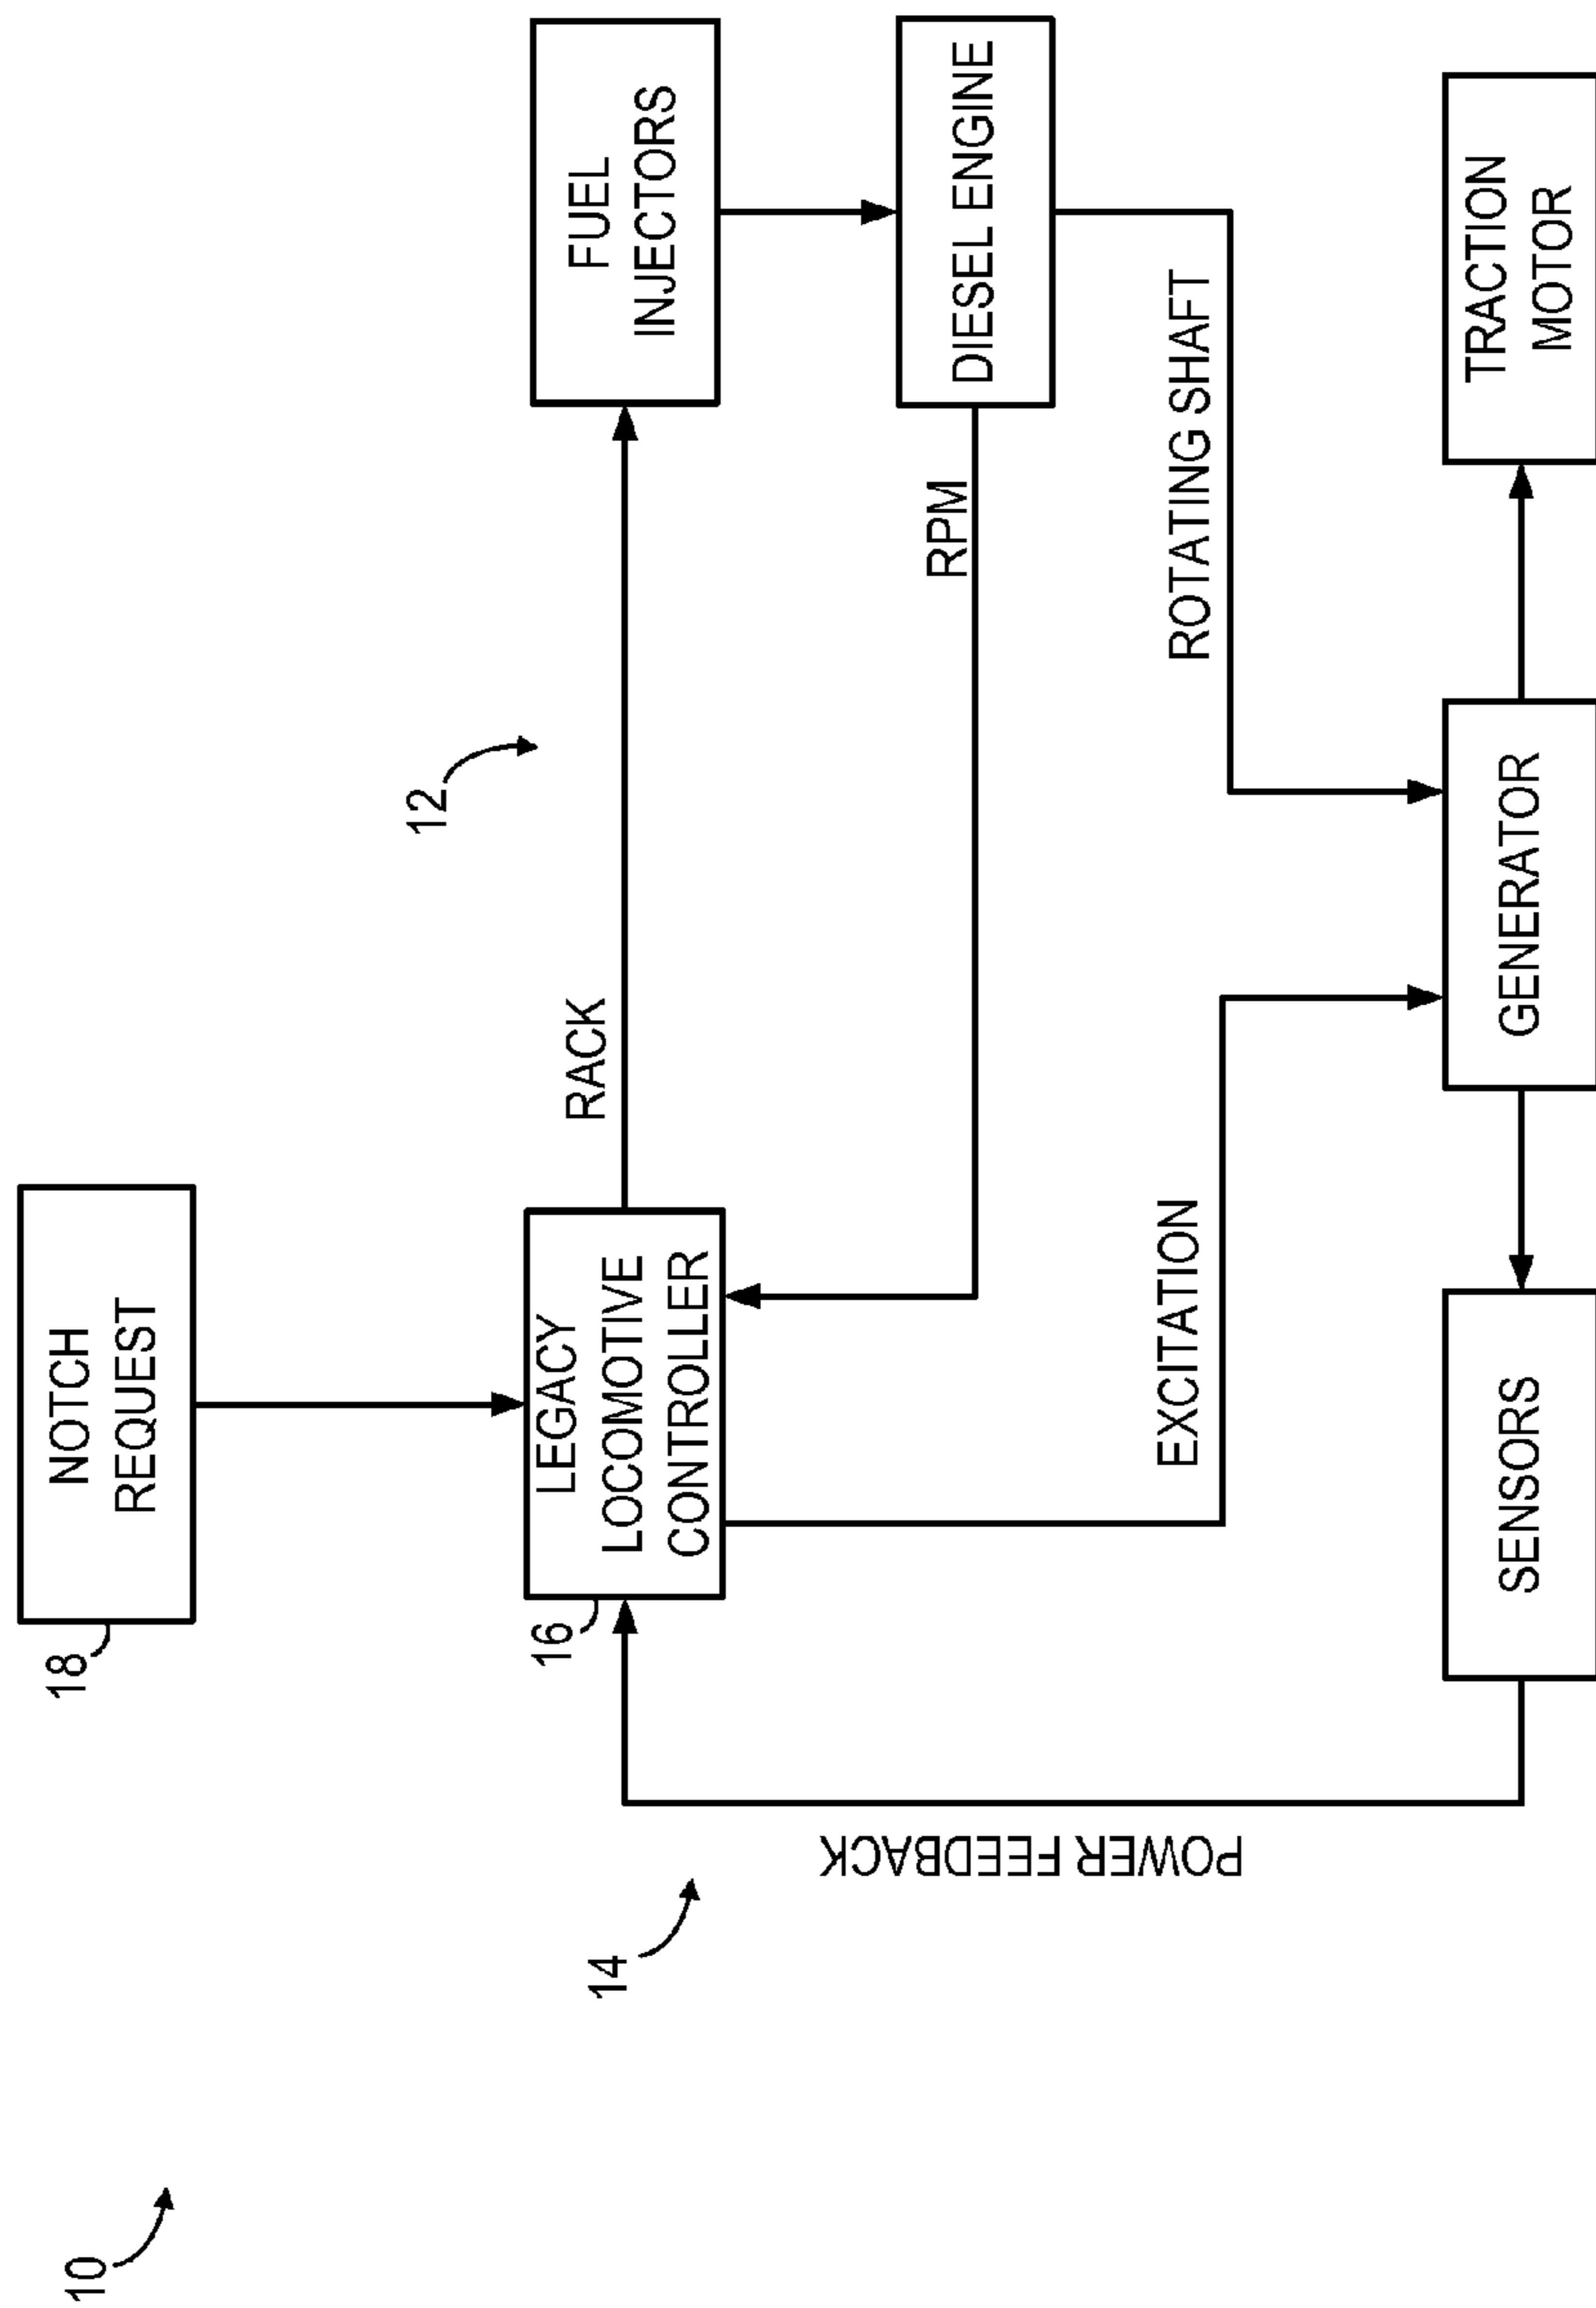 10
18
NOTCH
REQUEST
12
16
LEGACY
LOCOMOTIVE
CONTROLLER
RACK
FUEL
INJECTORS
14
RPM
DIESEL ENGINE
POWER FEEDBACK
EXCITATION
ROTATING SHAFT
SENSORS
GENERATOR
TRACTION
MOTOR